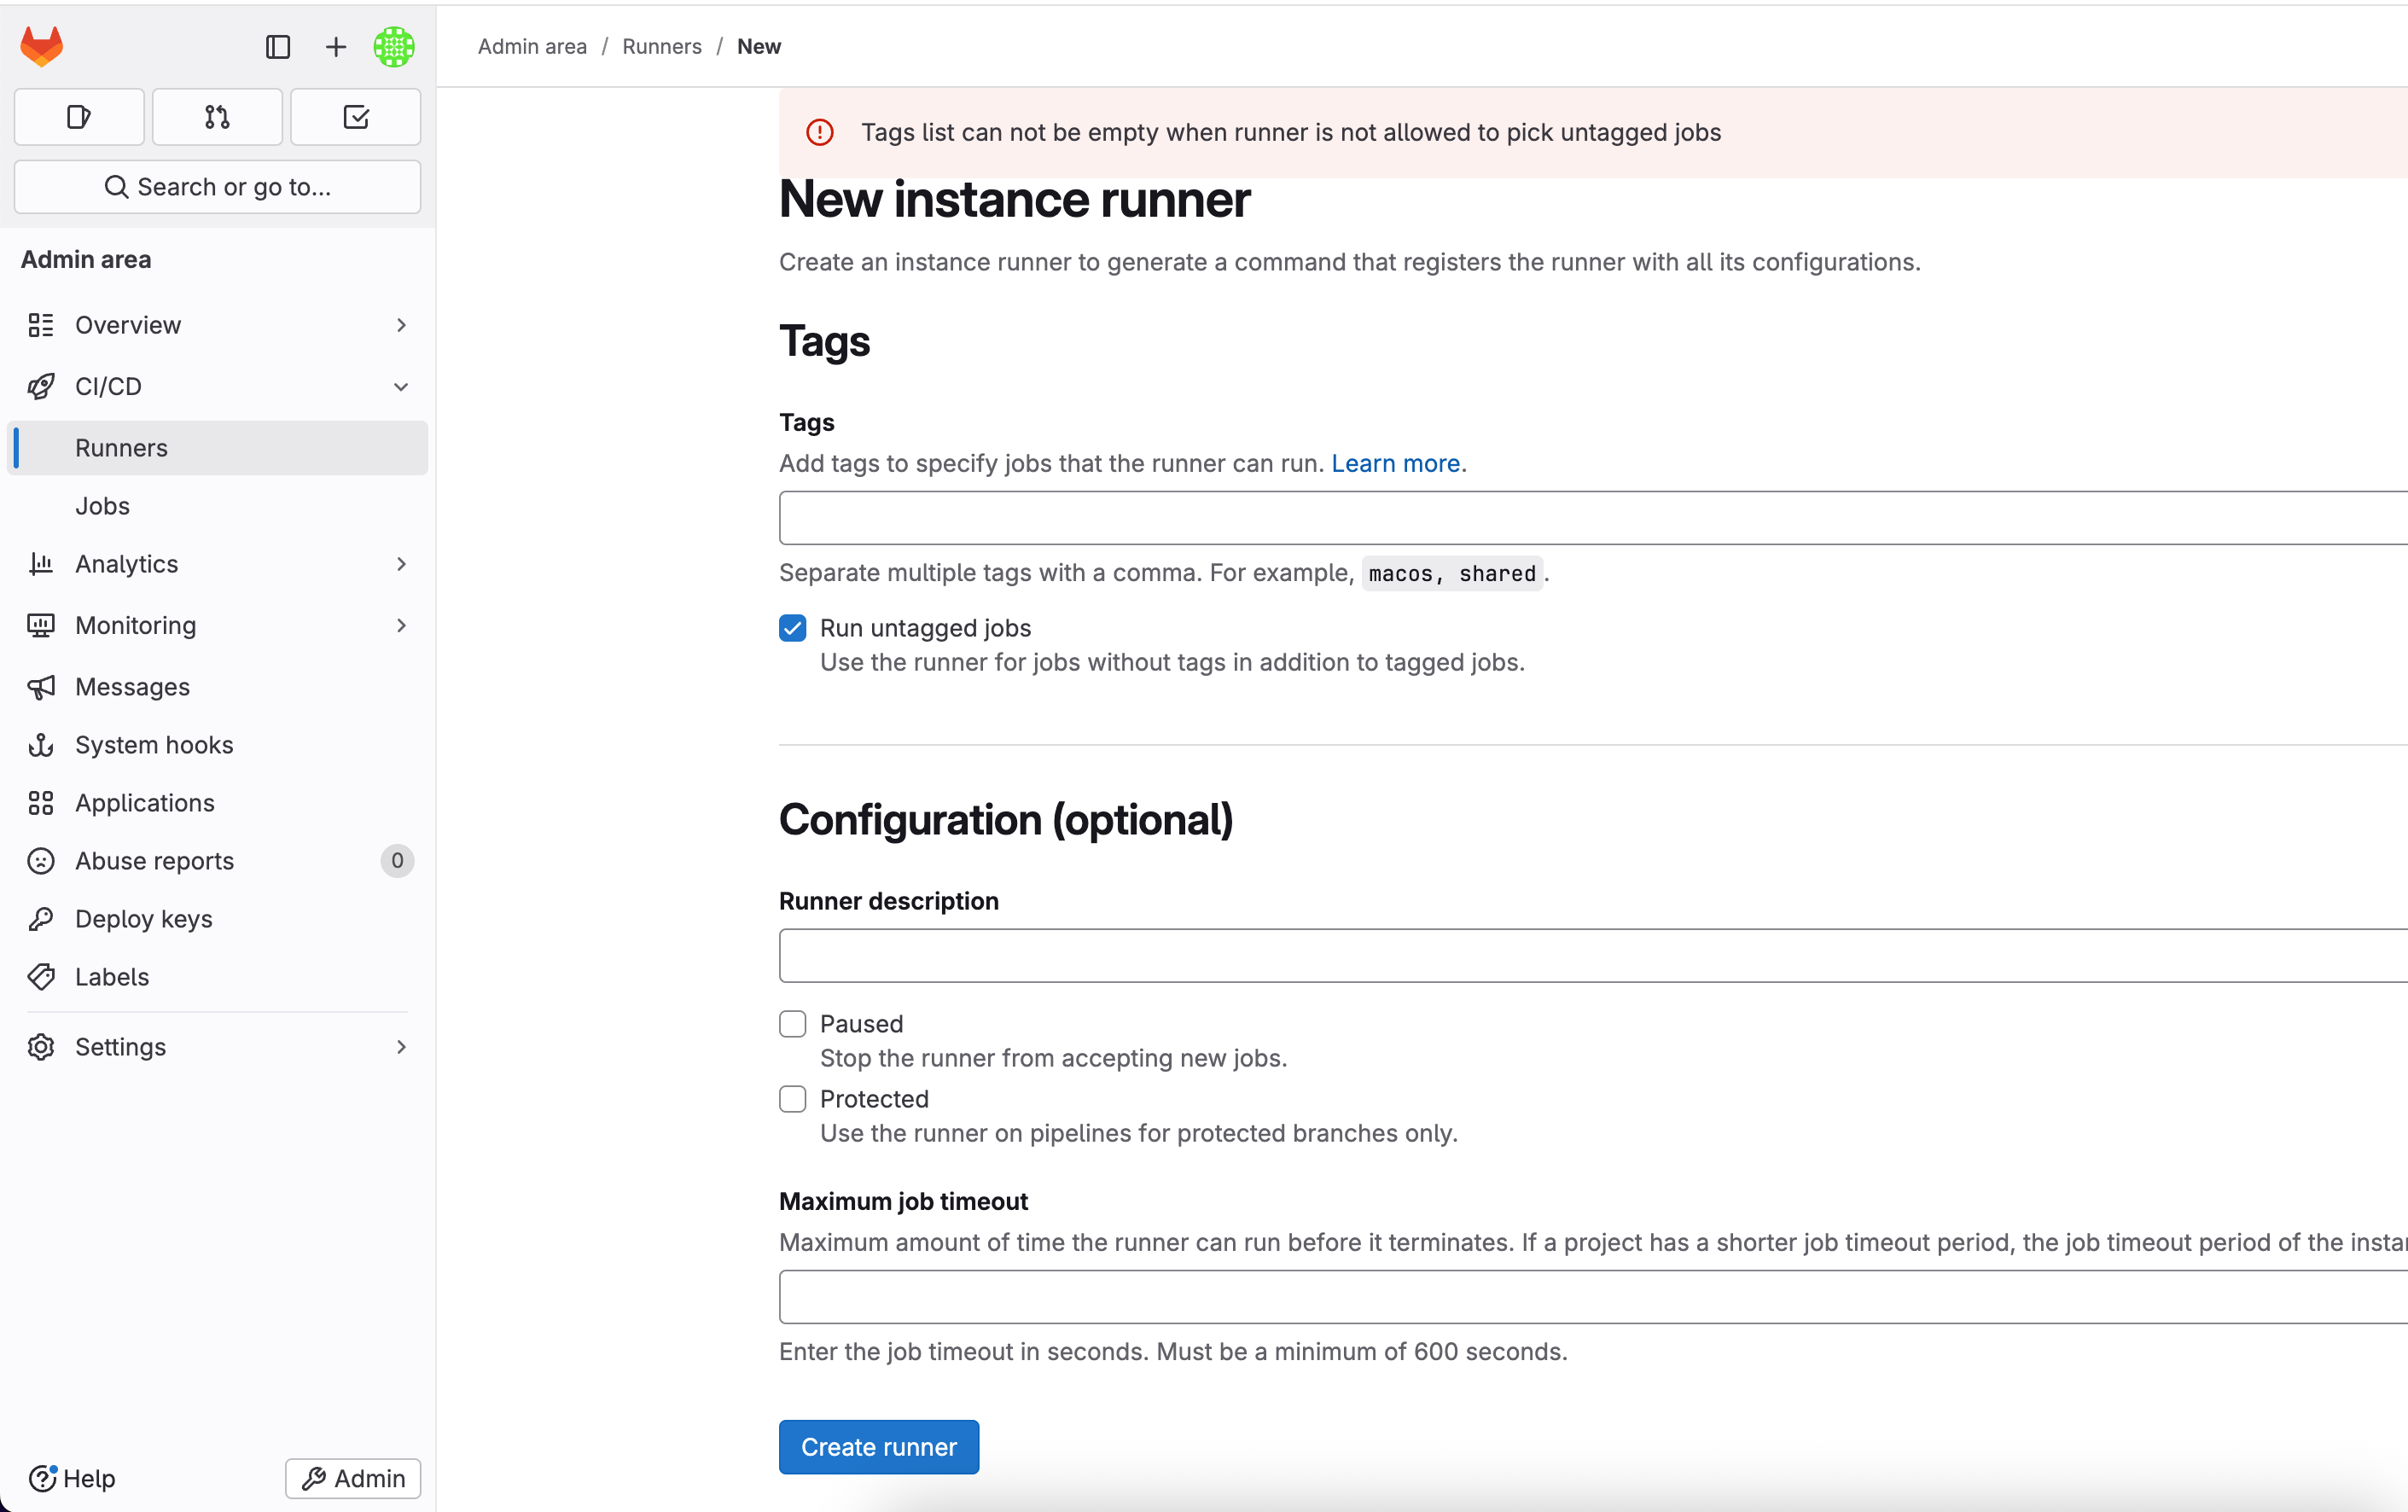 Admin area / Runners / New
Search or go to...
Admin area
Overview
CI/CD
Runners
Jobs
Analytics
Monitoring
Messages
System hooks
Applications
Abuse reports 0
Deploy keys
Labels
Settings
Help
Admin
Tags list can not be empty when runner is not allowed to pick untagged jobs
New instance runner
Create an instance runner to generate a command that registers the runner with all its configurations.
Tags
Tags
Add tags to specify jobs that the runner can run. Learn more.
Separate multiple tags with a comma. For example, macos, shared.
Run untagged jobs
Use the runner for jobs without tags in addition to tagged jobs.
Configuration (optional)
Runner description
Paused
Stop the runner from accepting new jobs.
Protected
Use the runner on pipelines for protected branches only.
Maximum job timeout
Maximum amount of time the runner can run before it terminates. If a project has a shorter job timeout period, the job timeout period of the
Enter the job timeout in seconds. Must be a minimum of 600 seconds.
Create runner